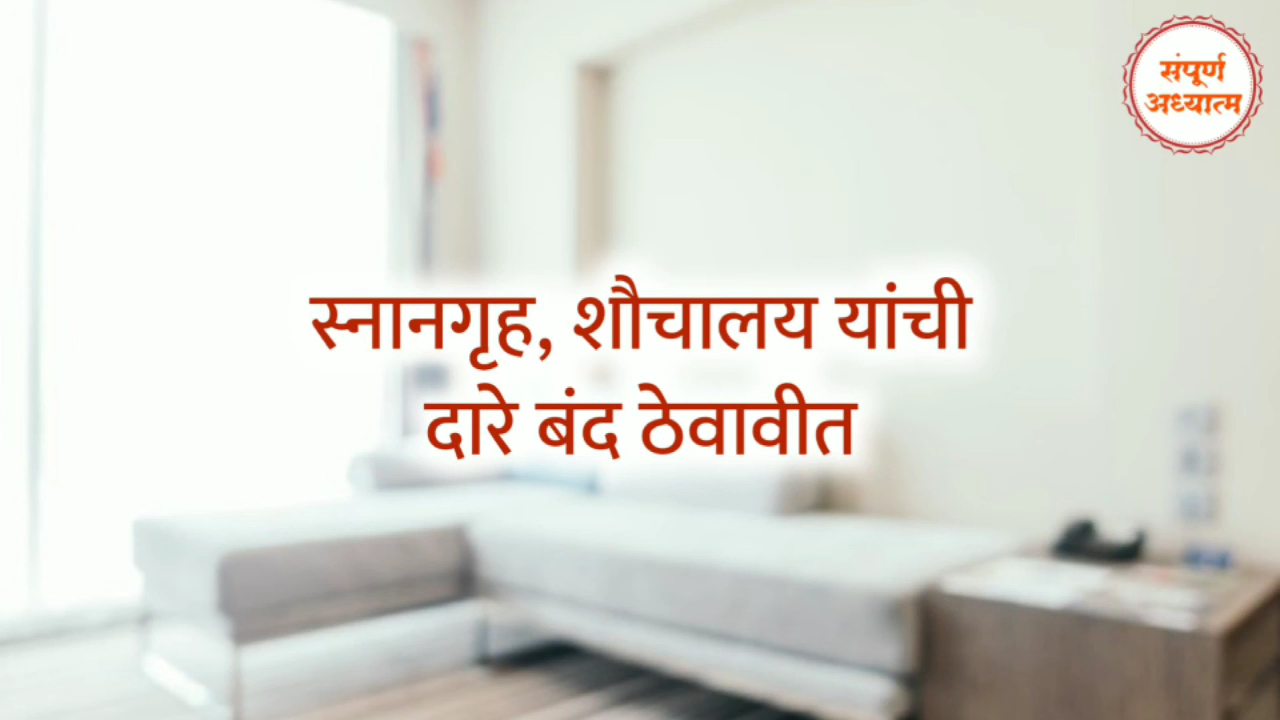 संपूर्ण
अध्यात्म
स्नानगृह, शौचालय यांची
दारे बंद ठेवावीत